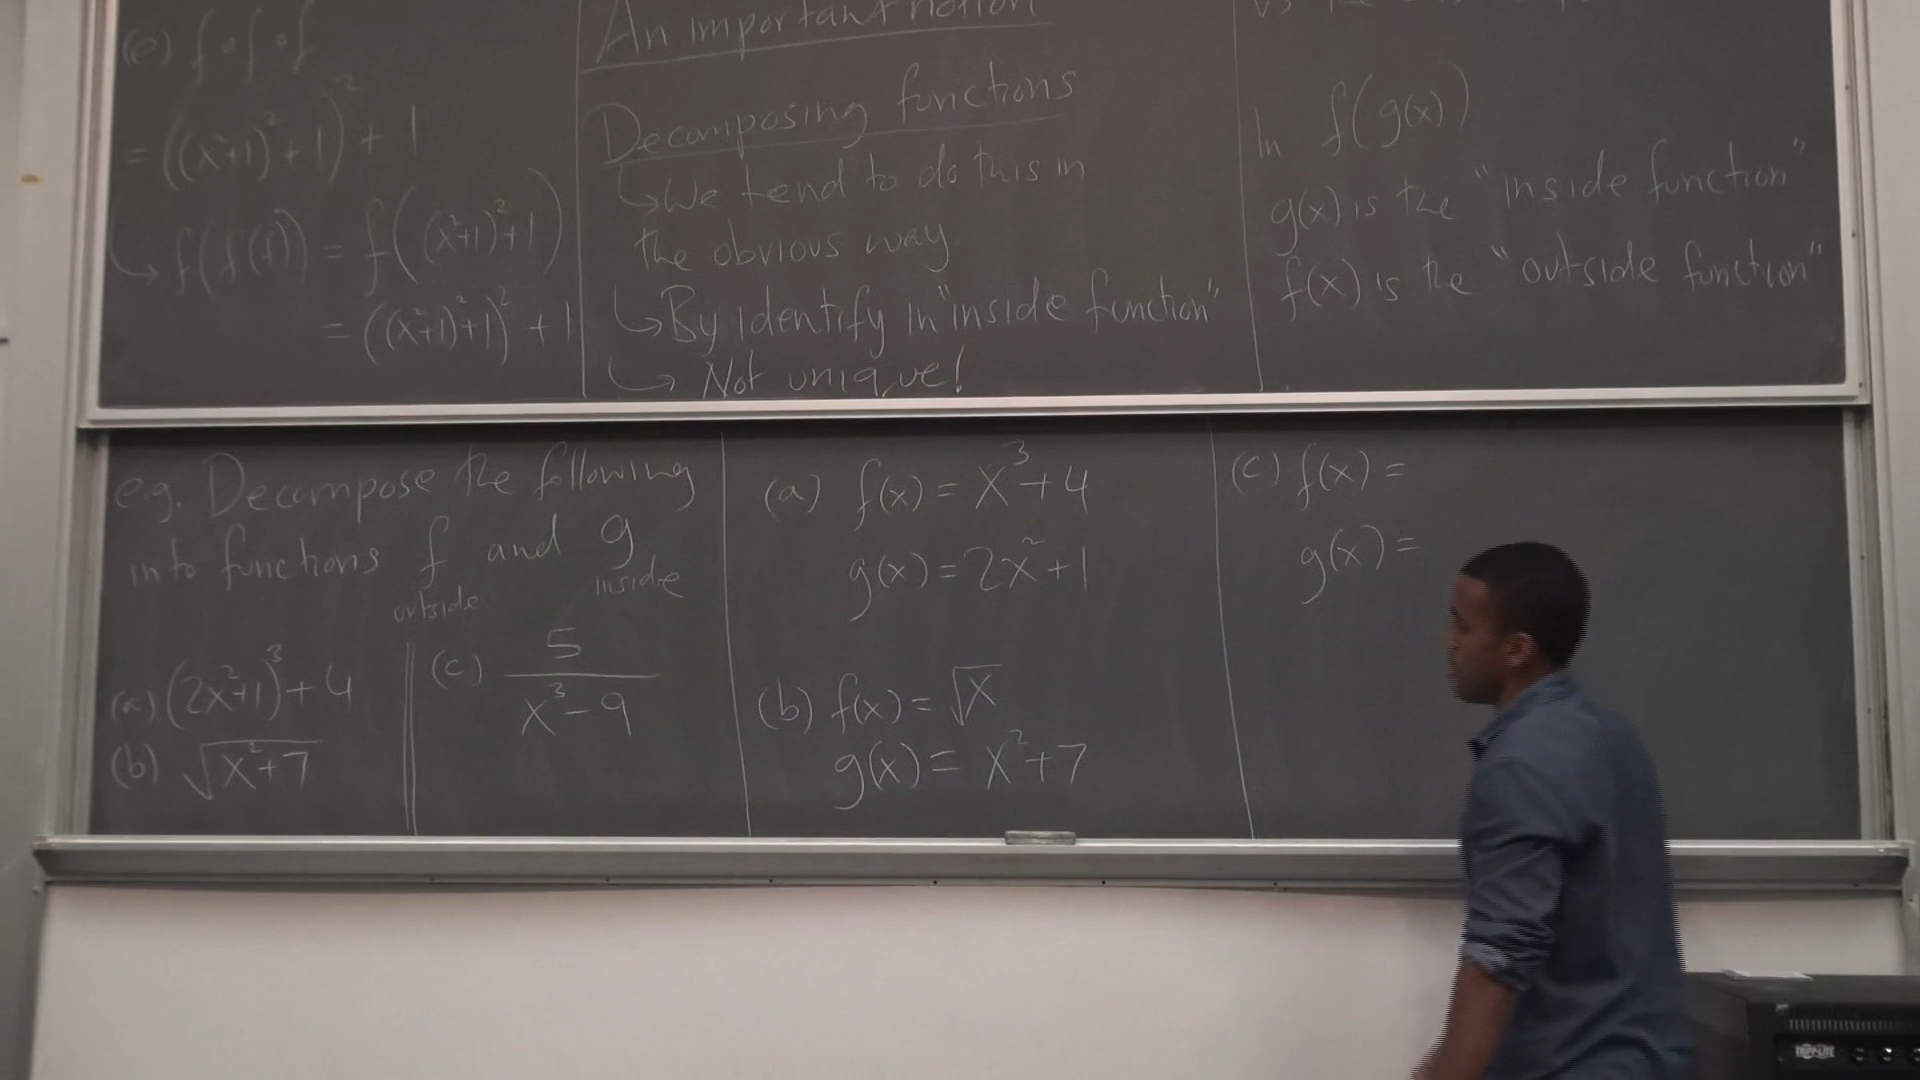 (e) f∘f∘f
= ((x²+1)²+1)² + 1
↳ f(f(f)) = f((x²+1)²+1)
= ((x²+1)²+1)² + 1
An important notion
Decomposing functions
↳ We tend to do this in
the obvious way
↳ By identify in "inside function"
↳ Not unique!
In f(g(x))
g(x) is the "inside function"
f(x) is the "outside function"
e.g. Decompose the following
into functions f and g
outside inside
(a) (2x²+1)³ + 4
(b) √(x²+7)
(c) 5
x³-9
(a) f(x) = x³+4
g(x) = 2x²+1
(b) f(x) = √x
g(x) = x²+7
(c) f(x) =
g(x) =
TRIPP-LITE